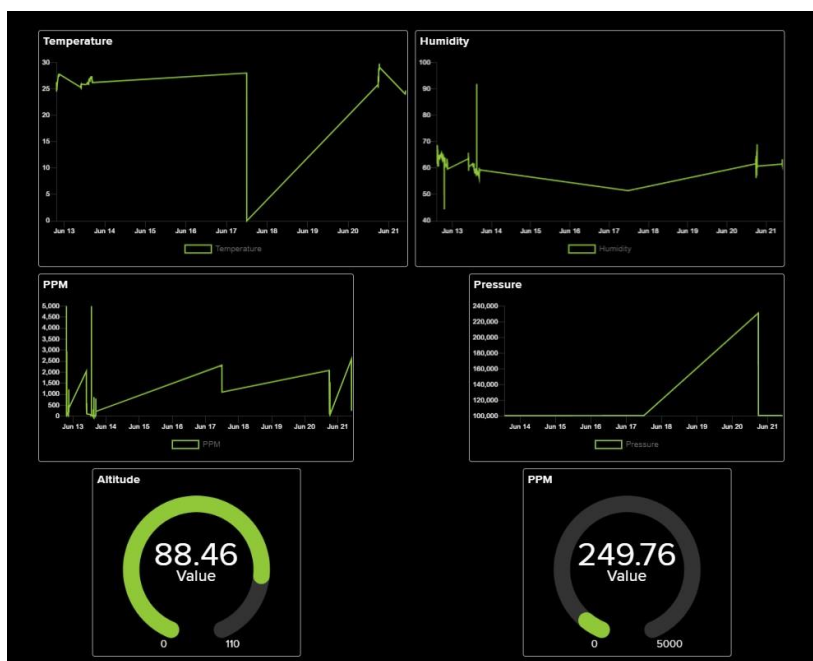 Temperature
30
25
20
15
10
5
0
Jun 13 Jun 14 Jun 15 Jun 16 Jun 17 Jun 18 Jun 19 Jun 20 Jun 21
Temperature
Humidity
100
90
80
70
60
50
40
Jun 13 Jun 14 Jun 15 Jun 16 Jun 17 Jun 18 Jun 19 Jun 20 Jun 21
Humidity
PPM
5,000
4,500
4,000
3,500
3,000
2,500
2,000
1,500
1,000
500
0
Jun 13 Jun 14 Jun 15 Jun 16 Jun 17 Jun 18 Jun 19 Jun 20 Jun 21
PPM
Pressure
240,000
220,000
200,000
180,000
160,000
140,000
120,000
100,000
Jun 14 Jun 15 Jun 16 Jun 17 Jun 18 Jun 19 Jun 20 Jun 21
Pressure
Altitude
88.46
Value
0 110
PPM
249.76
Value
0 5000